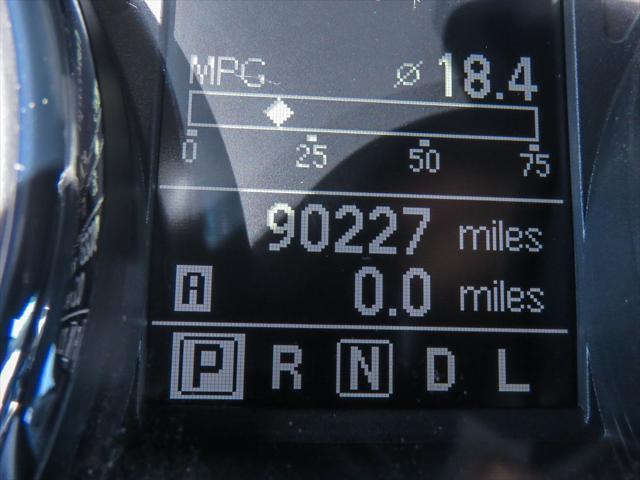 MPG ⌀ 18.4
0 25 50 75
90227 miles
A 0.0 miles
P R N D L